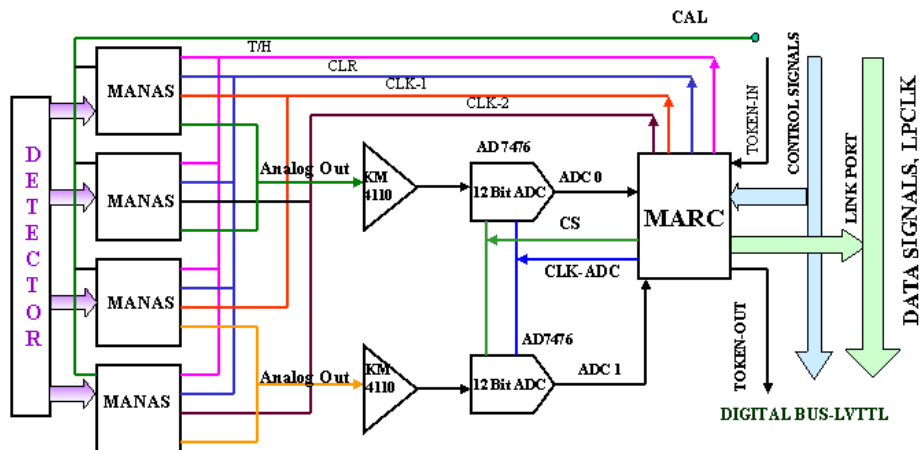 CAL
T/H
CLR
CLK-1
CLK-2
MANAS
MANAS
MANAS
MANAS
DETECTOR
Analog Out
Analog Out
KM 4110
KM 4110
AD 7476
12 Bit ADC
ADC 0
CS
CLK-ADC
AD7476
12 Bit ADC
ADC 1
MARC
TOKEN-IN
CONTROL SIGNALS
LINK PORT
DATA SIGNALS, LPCLK
TOKEN-OUT
DIGITAL BUS-LVTTL